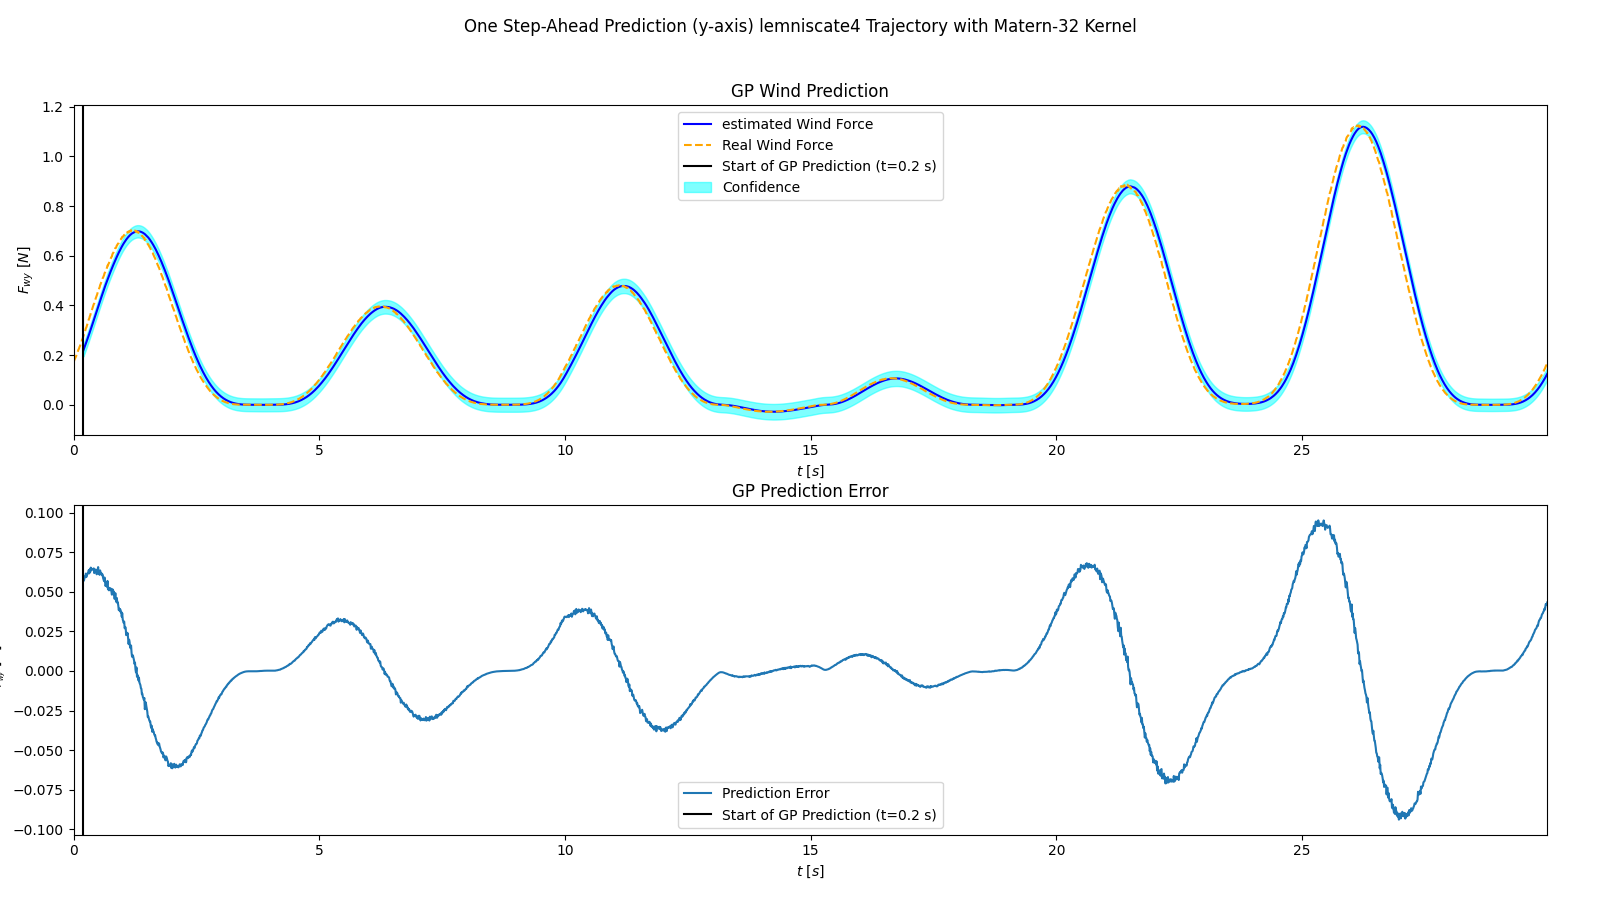 One Step-Ahead Prediction (y-axis) lemniscate4 Trajectory with Matern-32 Kernel
GP Wind Prediction
1.2
1.0
0.8
0.6
0.4
0.2
0.0
F_wy [N]
estimated Wind Force
Real Wind Force
Start of GP Prediction (t=0.2 s)
Confidence
0 5 10 15 20 25
t [s]
GP Prediction Error
0.100
0.075
0.050
0.025
0.000
−0.025
−0.050
−0.075
−0.100
Prediction Error
Start of GP Prediction (t=0.2 s)
0 5 10 15 20 25
t [s]